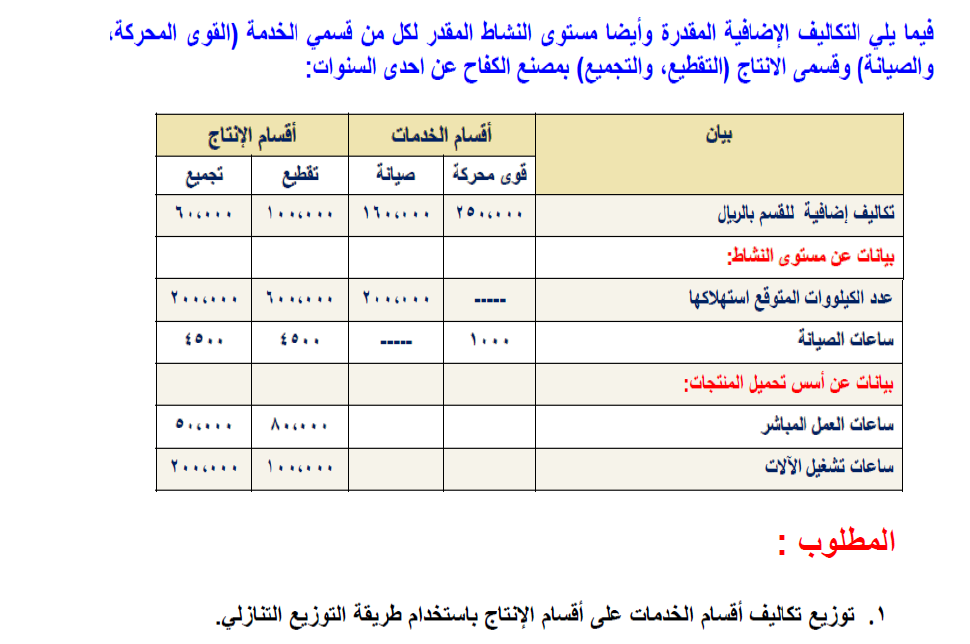 فيما يلي التكاليف الإضافية المقدرة وأيضا مستوى النشاط المقدر لكل من قسمي الخدمة (القوى المحركة،
والصيانة) وقسمى الانتاج (التقطيع، والتجميع) بمصنع الكفاح عن احدى السنوات:
بيان أقسام الخدمات أقسام الإنتاج
قوى محركة صيانة تقطيع تجميع
تكاليف إضافية للقسم بالريال ٢٥٠،٠٠٠ ١٦٠،٠٠٠ ١٠٠،٠٠٠ ٦٠،٠٠٠
بيانات عن مستوى النشاط:
عدد الكيلووات المتوقع استهلاكها ----- ٢٠٠،٠٠٠ ٦٠٠،٠٠٠ ٢٠٠،٠٠٠
ساعات الصيانة ١٠٠٠ ----- ٤٥٠٠ ٤٥٠٠
بيانات عن أسس تحميل المنتجات:
ساعات العمل المباشر ٨٠،٠٠٠ ٥٠،٠٠٠
ساعات تشغيل الآلات ١٠٠،٠٠٠ ٢٠٠،٠٠٠
المطلوب :
١. توزيع تكاليف أقسام الخدمات على أقسام الإنتاج باستخدام طريقة التوزيع التنازلي.